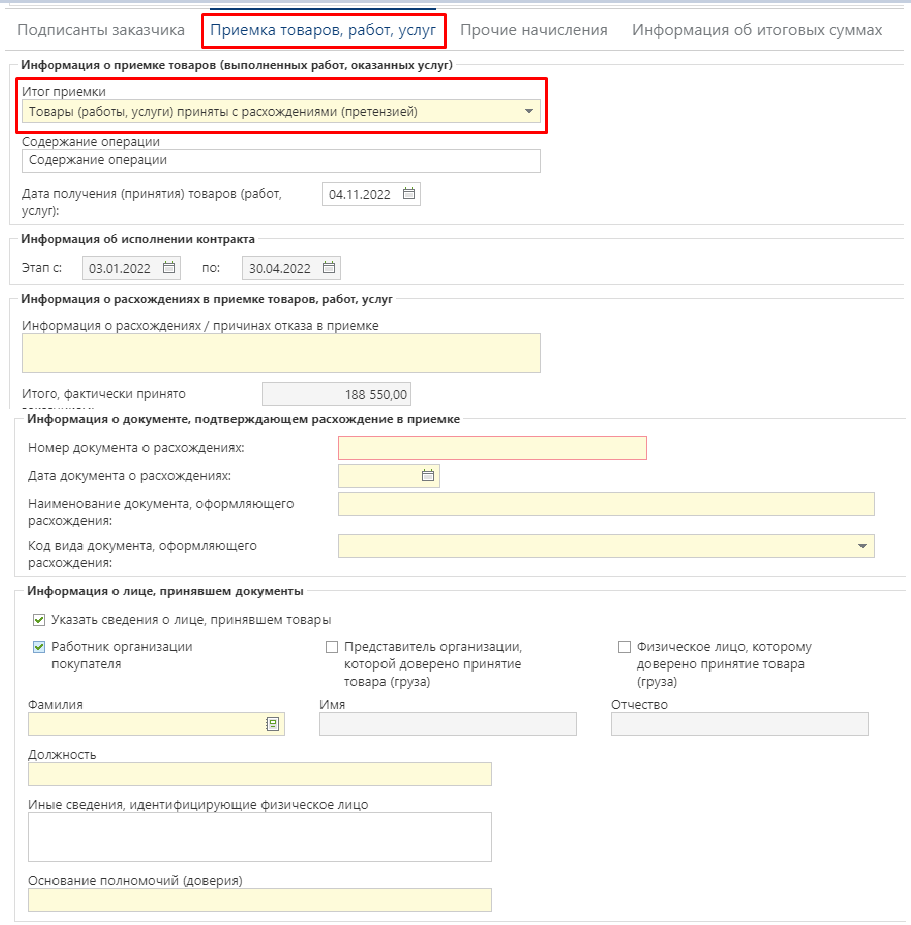 Подписанты заказчика Приемка товаров, работ, услуг Прочие начисления Информация об итоговых суммах
Информация о приемке товаров (выполненных работ, оказанных услуг)
Итог приемки
Товары (работы, услуги) приняты с расхождениями (претензией)
Содержание операции
Содержание операции
Дата получения (принятия) товаров (работ,
услуг):
04.11.2022
Информация об исполнении контракта
Этап с: 03.01.2022 по: 30.04.2022
Информация о расхождениях в приемке товаров, работ, услуг
Информация о расхождениях / причинах отказа в приемке
Итого, фактически принято 188 550,00
Информация о документе, подтверждающем расхождение в приемке
Номер документа о расхождениях:
Дата документа о расхождениях:
Наименование документа, оформляющего
расхождения:
Код вида документа, оформляющего
расхождения:
Информация о лице, принявшем документы
Указать сведения о лице, принявшем товары
Работник организации
покупателя
Представитель организации,
которой доверено принятие
товара (груза)
Физическое лицо, которому
доверено принятие товара
(груза)
Фамилия Имя Отчество
Должность
Иные сведения, идентифицирующие физическое лицо
Основание полномочий (доверия)